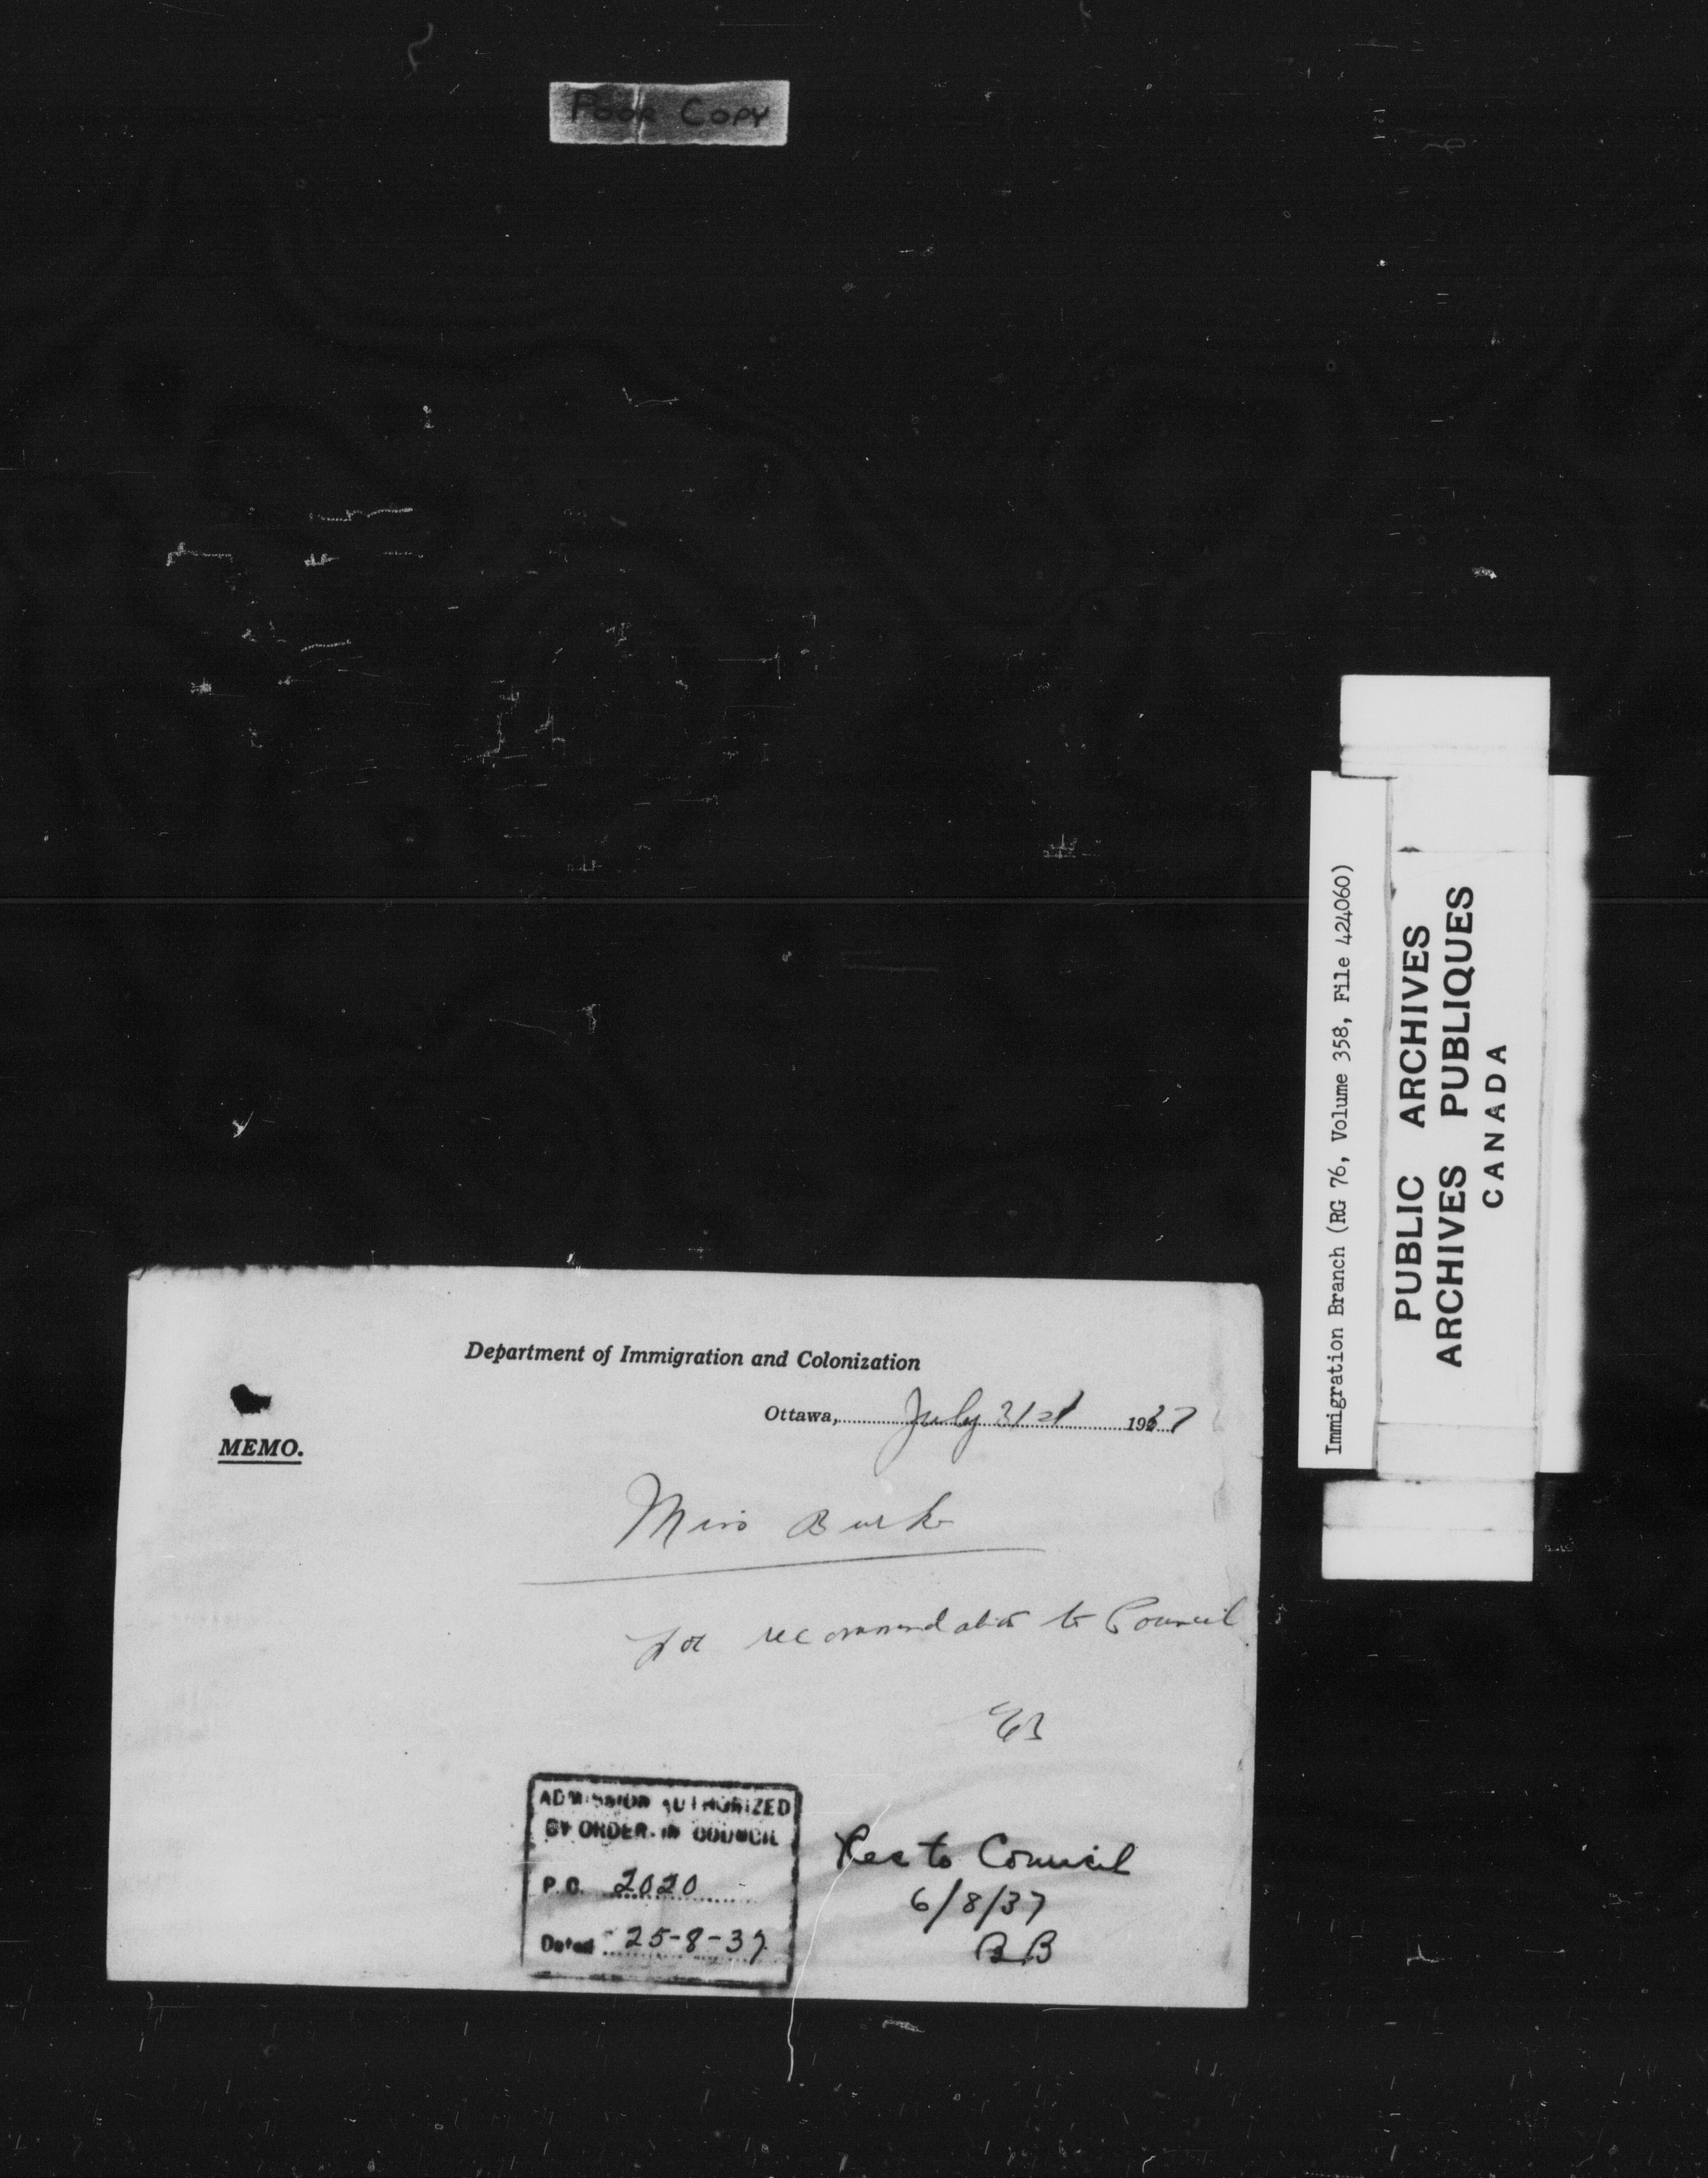 POOR COPY
Immigration Branch (RG 76, Volume 358, File 424060)
PUBLIC ARCHIVES
ARCHIVES PUBLIQUES
CANADA
Department of Immigration and Colonization
Ottawa, July 31st 1937
MEMO.
Miss Burke
for recommendation to Council
ADMISSION AUTHORIZED
BY ORDER-IN COUNCIL
P.C. 2020
Dated 25-8-37
Rec to Council
6/8/37
BB